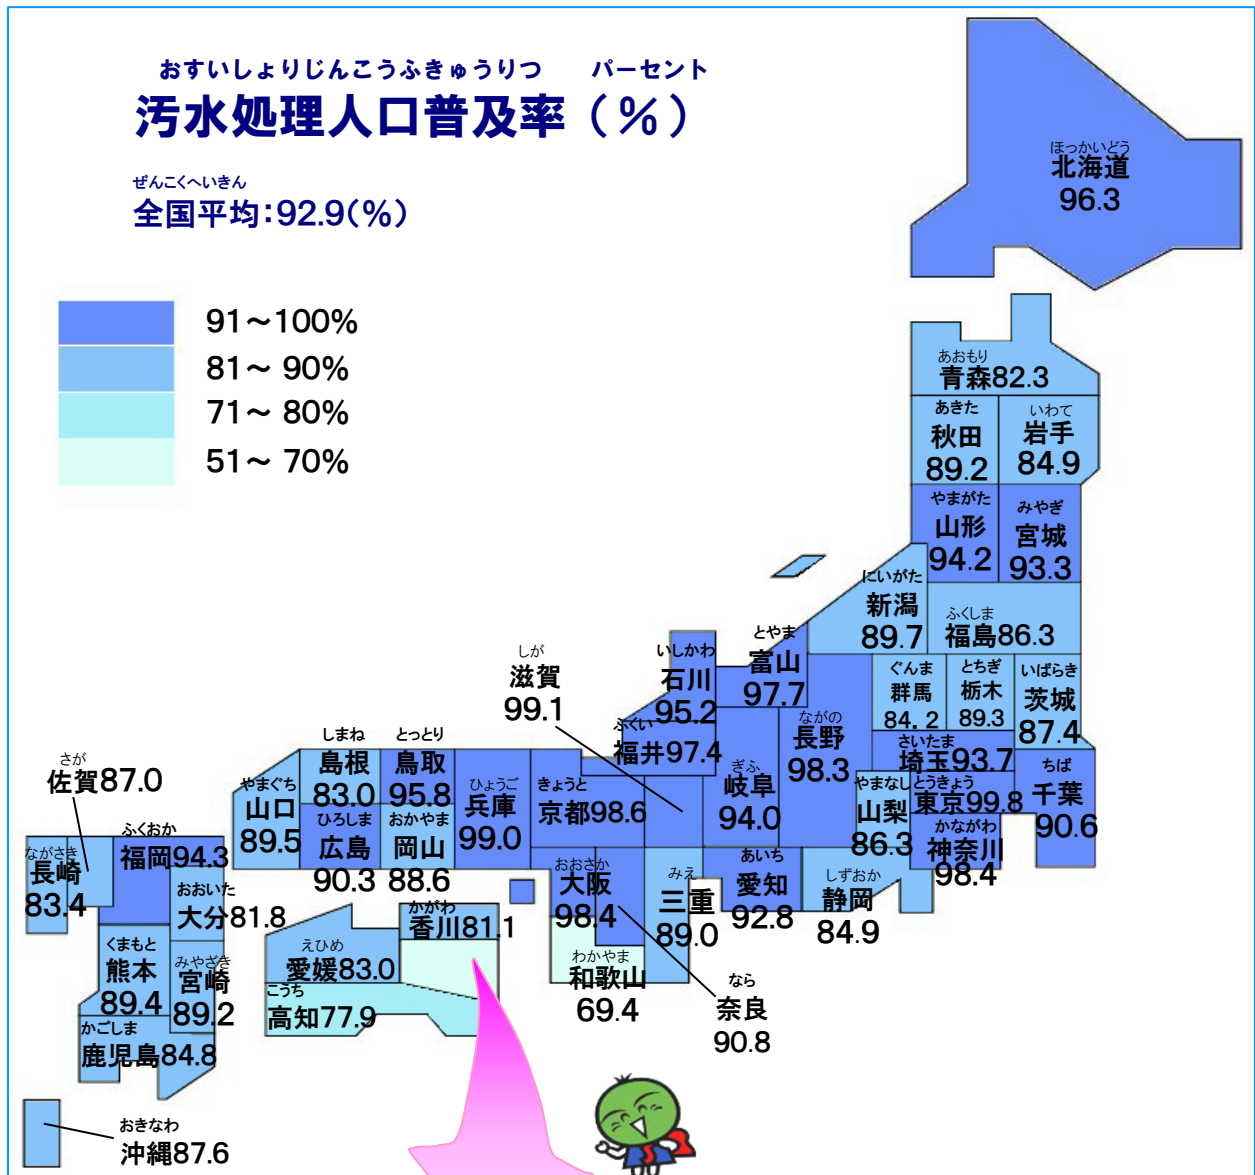 おすいしょりじんこうふきゅうりつ パーセント
汚水処理人口普及率（％）
ぜんこくへいきん
全国平均：92.9(%)
91～100%
81～ 90%
71～ 80%
51～ 70%
ほっかいどう
北海道
96.3
あおもり
青森82.3
あきた
秋田
89.2
いわて
岩手
84.9
やまがた
山形
94.2
みやぎ
宮城
93.3
にいがた
新潟
89.7
ふくしま
福島86.3
とやま
富山
97.7
いしかわ
石川
95.2
しが
滋賀
99.1
ふくい
福井97.4
ながの
長野
98.3
ぐんま
群馬
84.2
とちぎ
栃木
89.3
いばらき
茨城
87.4
さいたま
埼玉93.7
ちば
千葉
90.6
とうきょう
東京99.8
かながわ
神奈川
98.4
やまなし
山梨
86.3
ぎふ
岐阜
94.0
しずおか
静岡
84.9
あいち
愛知
92.8
みえ
三重
89.0
なら
奈良
90.8
わかやま
和歌山
69.4
おおさか
大阪
98.4
きょうと
京都98.6
ひょうご
兵庫
99.0
とっとり
鳥取
95.8
おかやま
岡山
88.6
しまね
島根
83.0
ひろしま
広島
90.3
やまぐち
山口
89.5
かがわ
香川81.1
えひめ
愛媛83.0
こうち
高知77.9
さが
佐賀87.0
ふくおか
福岡94.3
ながさき
長崎
83.4
おおいた
大分81.8
くまもと
熊本
89.4
みやざき
宮崎
89.2
かごしま
鹿児島84.8
おきなわ
沖縄87.6